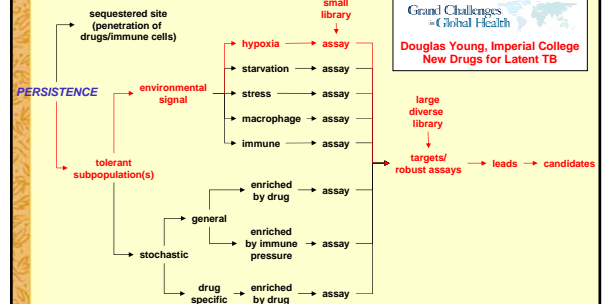 small
library
sequestered site
(penetration of
drugs/immune cells)
Grand Challenges
in Global Health
Douglas Young, Imperial College
New Drugs for Latent TB
hypoxia
assay
starvation
assay
PERSISTENCE
environmental
signal
stress
assay
macrophage
assay
immune
assay
large
diverse
library
tolerant
subpopulation(s)
targets/
robust assays
leads
candidates
general
enriched
by drug
assay
enriched
by immune
pressure
assay
stochastic
drug
specific
enriched
by drug
assay